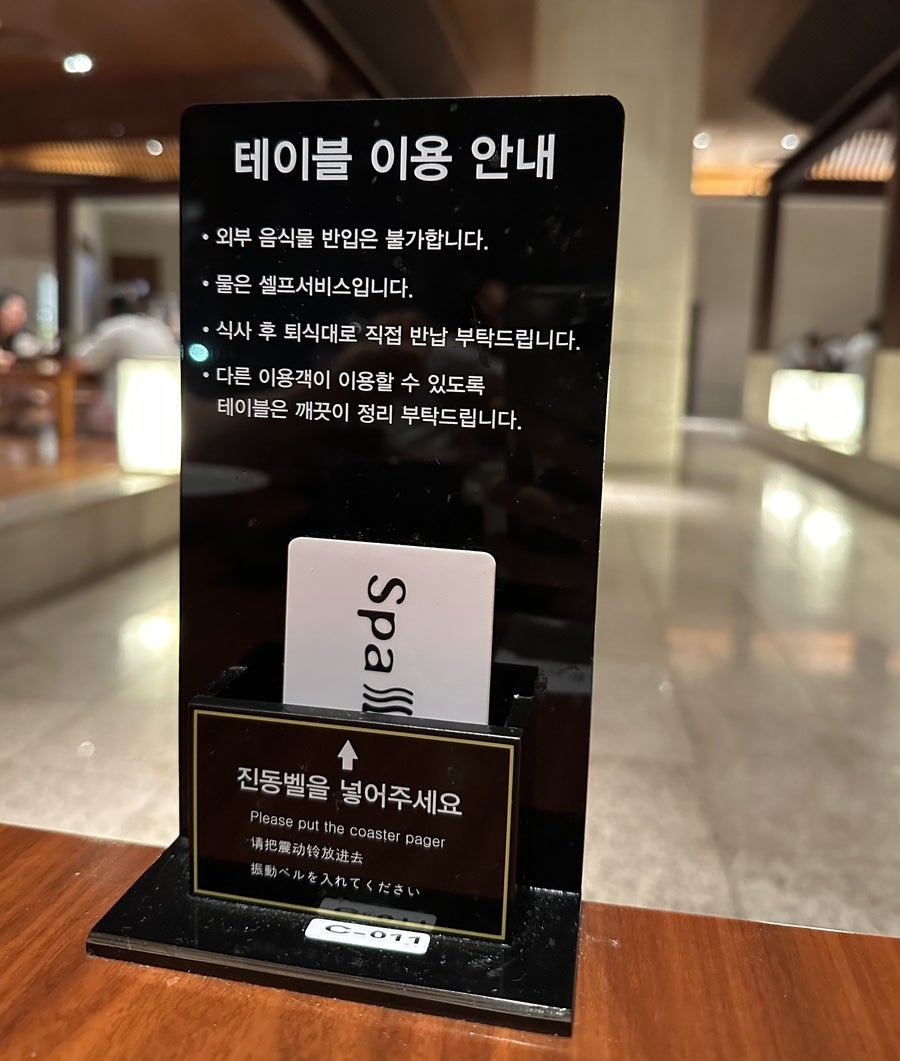 테이블 이용 안내
• 외부 음식물 반입은 불가합니다.
• 물은 셀프서비스입니다.
• 식사 후 퇴식대로 직접 반납 부탁드립니다.
• 다른 이용객이 이용할 수 있도록
테이블은 깨끗이 정리 부탁드립니다.
spa
진동벨을 넣어주세요
Please put the coaster pager
请把震动铃放进去
振動ベルを入れてください
C-011